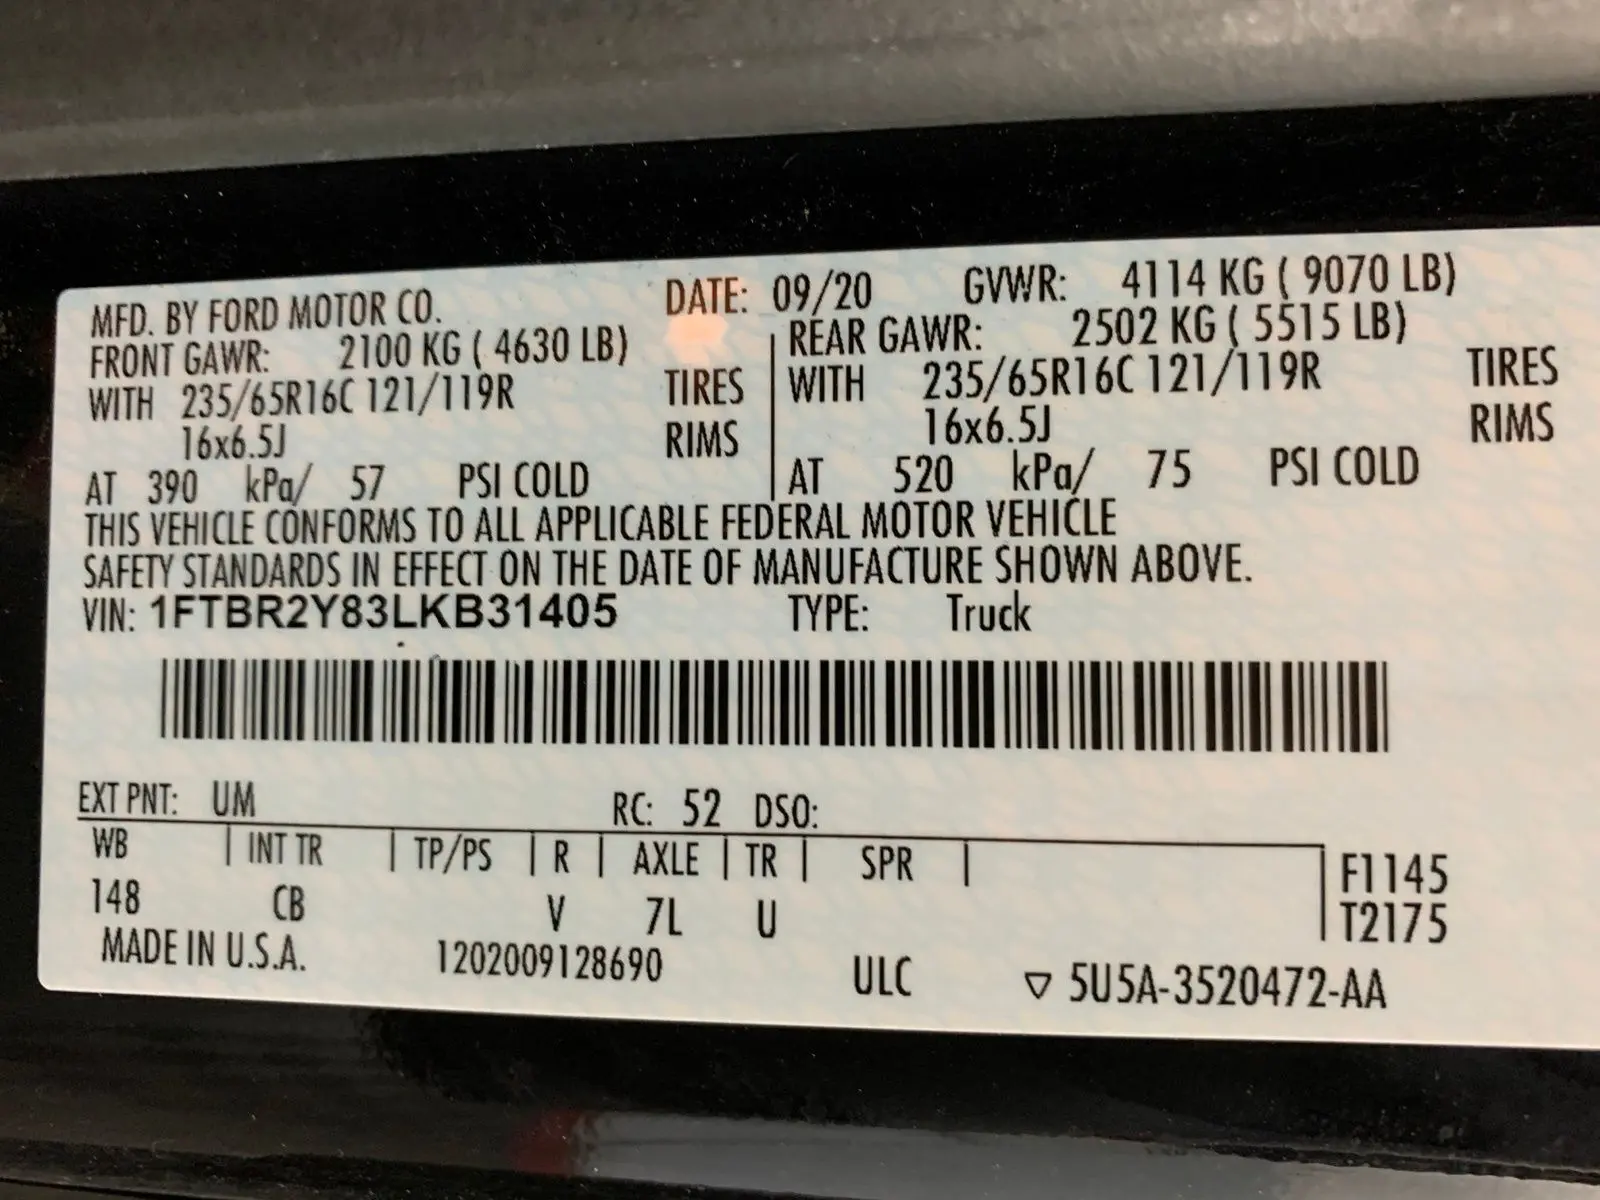 MFD. BY FORD MOTOR CO. DATE: 09/20 GVWR: 4114 KG ( 9070 LB)
FRONT GAWR: 2100 KG ( 4630 LB) REAR GAWR: 2502 KG ( 5515 LB)
WITH 235/65R16C 121/119R TIRES WITH 235/65R16C 121/119R TIRES
16x6.5J RIMS 16x6.5J RIMS
AT 390 kPa/ 57 PSI COLD AT 520 kPa/ 75 PSI COLD
THIS VEHICLE CONFORMS TO ALL APPLICABLE FEDERAL MOTOR VEHICLE
SAFETY STANDARDS IN EFFECT ON THE DATE OF MANUFACTURE SHOWN ABOVE.
VIN: 1FTBR2Y83LKB31405 TYPE: Truck
EXT PNT: UM RC: 52 DSO:
WB INT TR TP/PS R AXLE TR SPR F1145
148 CB V 7L U T2175
MADE IN U.S.A. 1202009128690 ULC ▽ 5U5A-3520472-AA